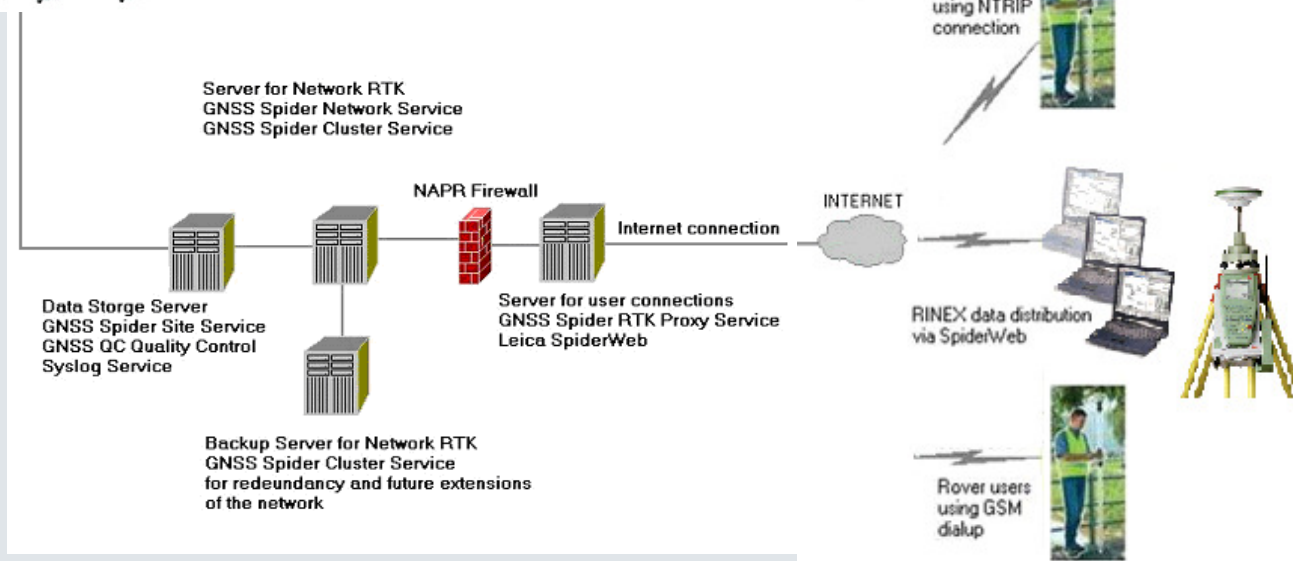 using NTRIP
connection
Server for Network RTK
GNSS Spider Network Service
GNSS Spider Cluster Service
NAPR Firewall
INTERNET
Internet connection
Data Storge Server
GNSS Spider Site Service
GNSS QC Quality Control
Syslog Service
Server for user connections
GNSS Spider RTK Proxy Service
Leica SpiderWeb
RINEX data distribution
via SpiderWeb
Backup Server for Network RTK
GNSS Spider Cluster Service
for redeundancy and future extensions
of the network
Rover users
using GSM
dialup